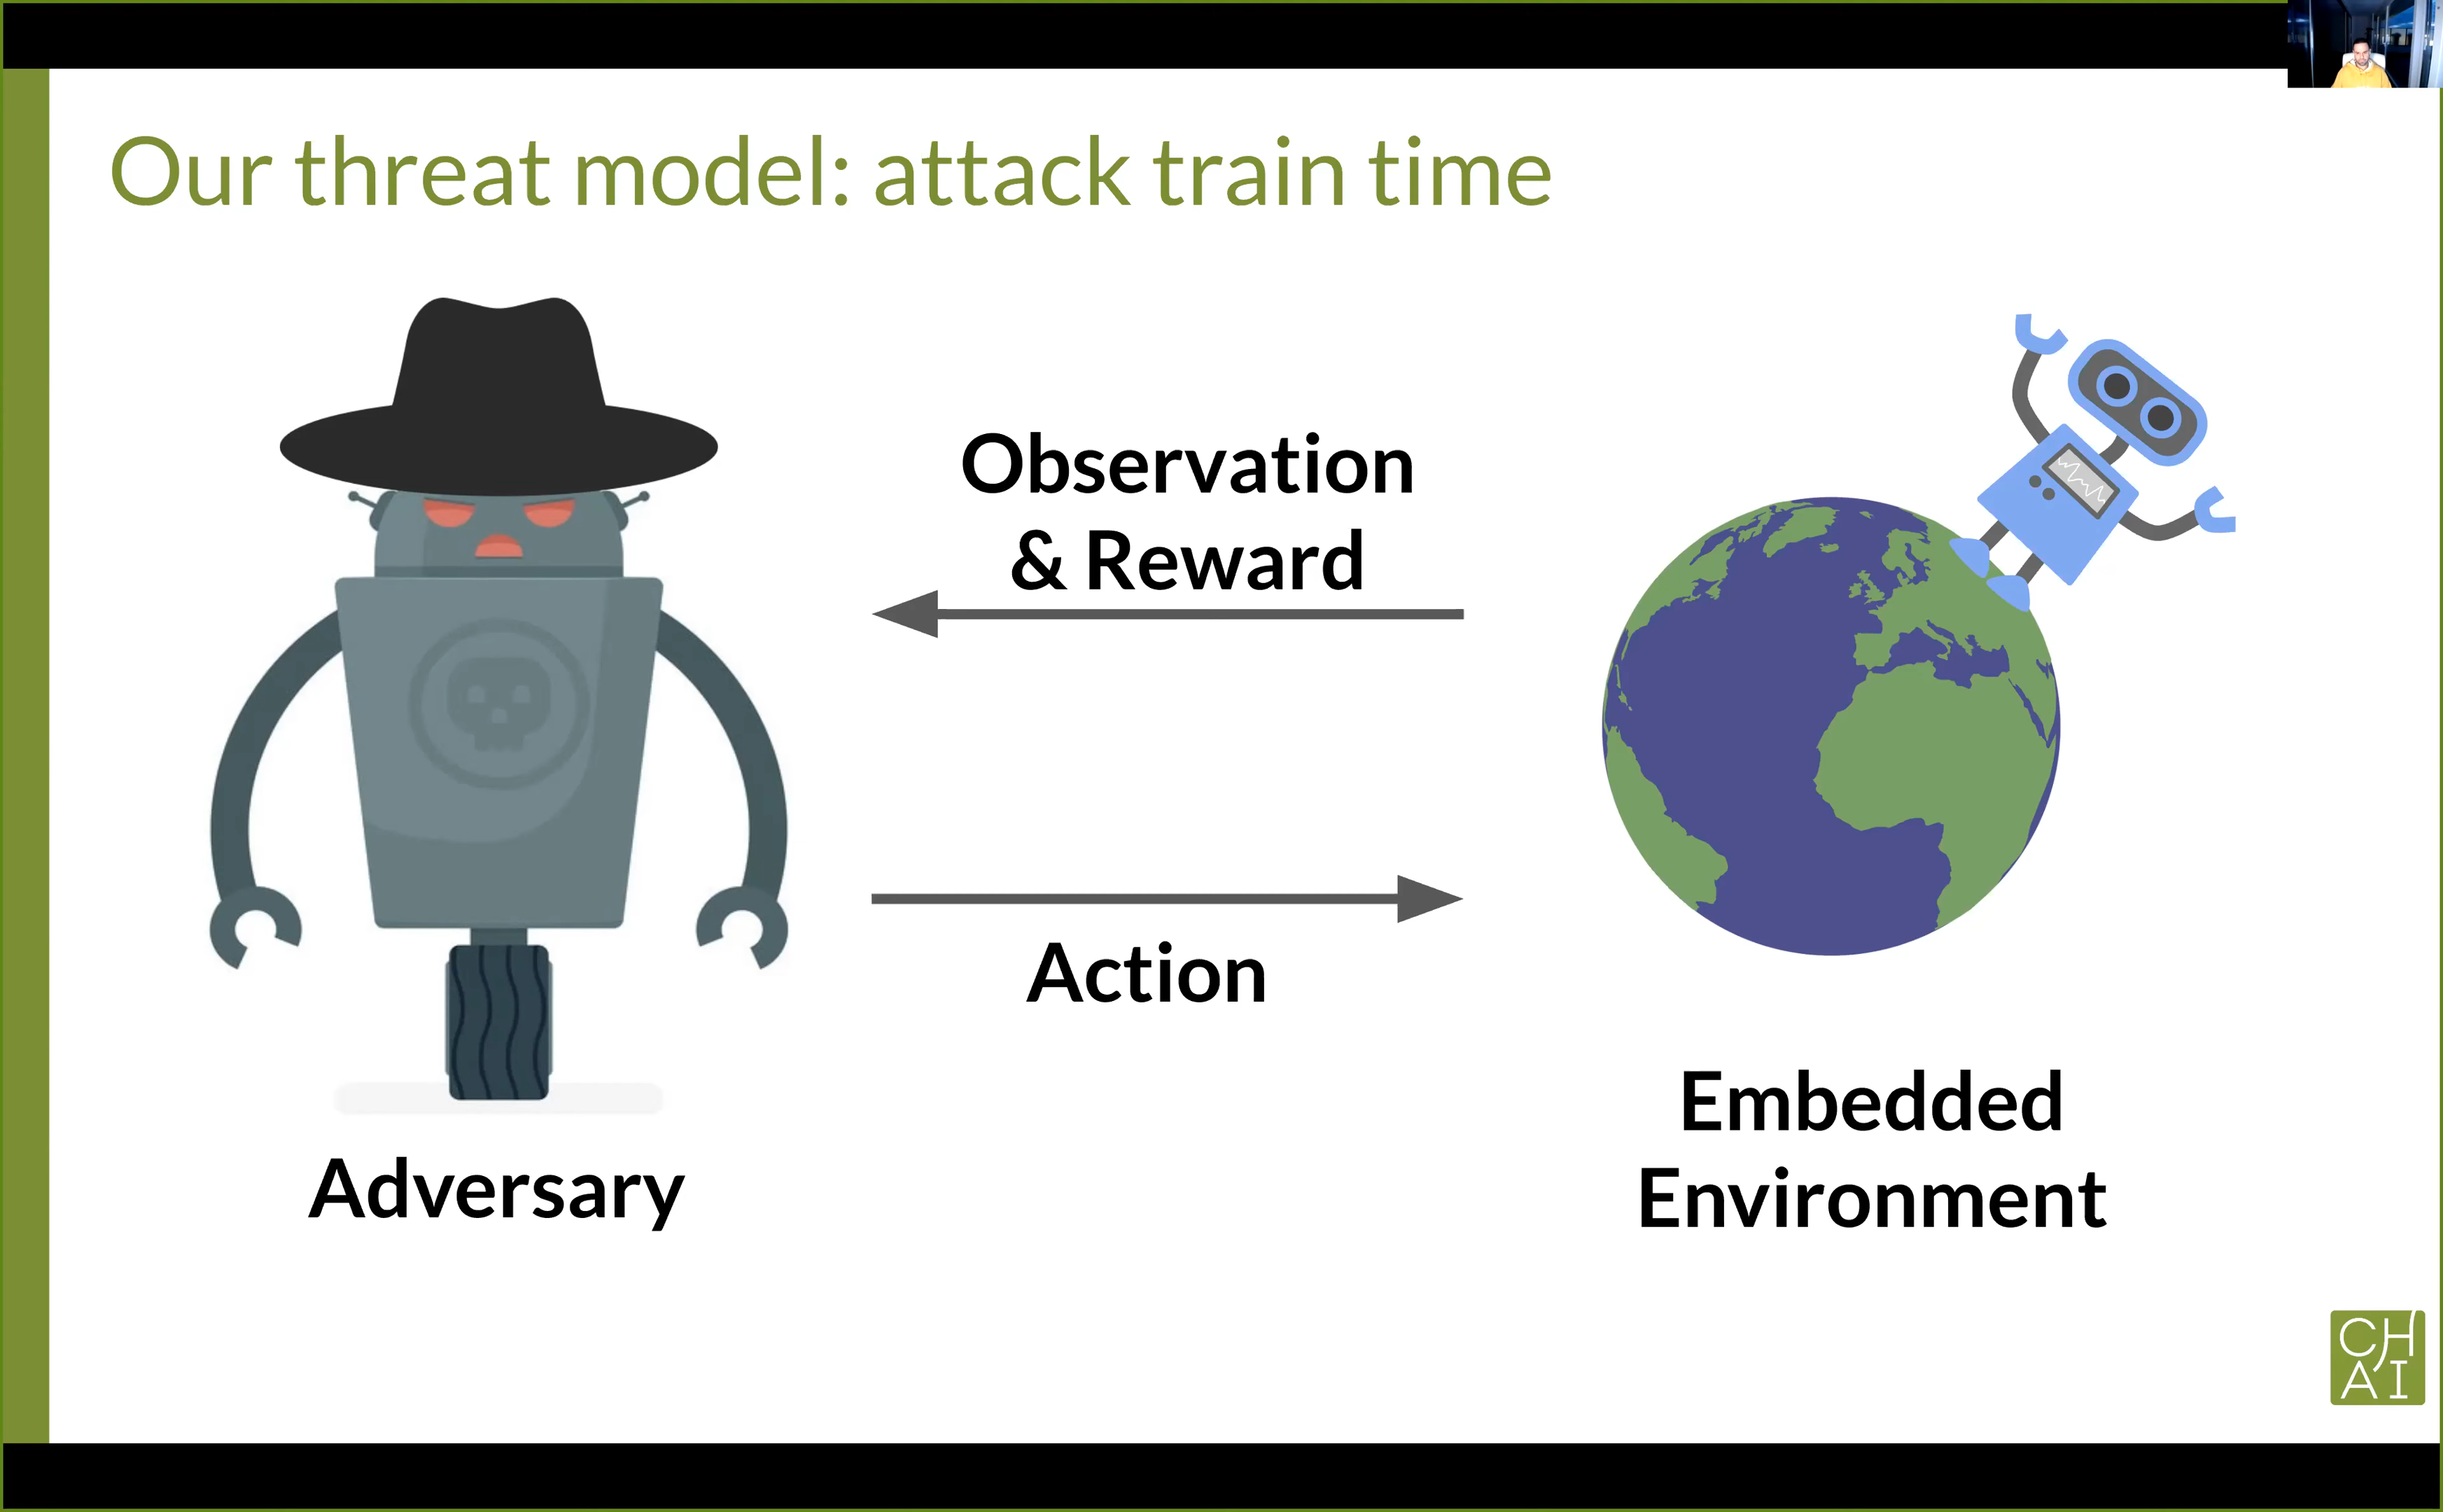 Our threat model: attack train time
Observation
& Reward
Action
Adversary
Embedded
Environment
CH
AI